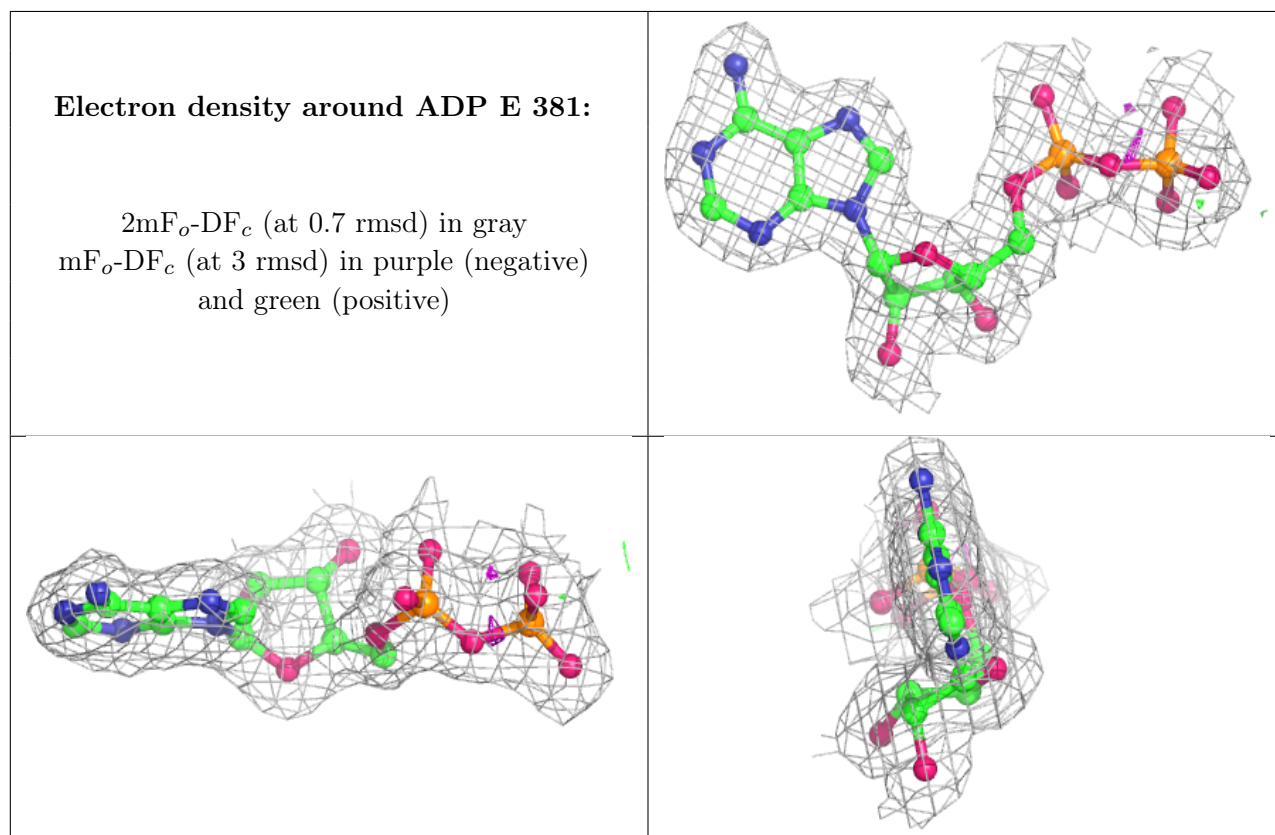 Electron density around ADP E 381:
2mFo-DFc (at 0.7 rmsd) in gray
mFo-DFc (at 3 rmsd) in purple (negative)
and green (positive)